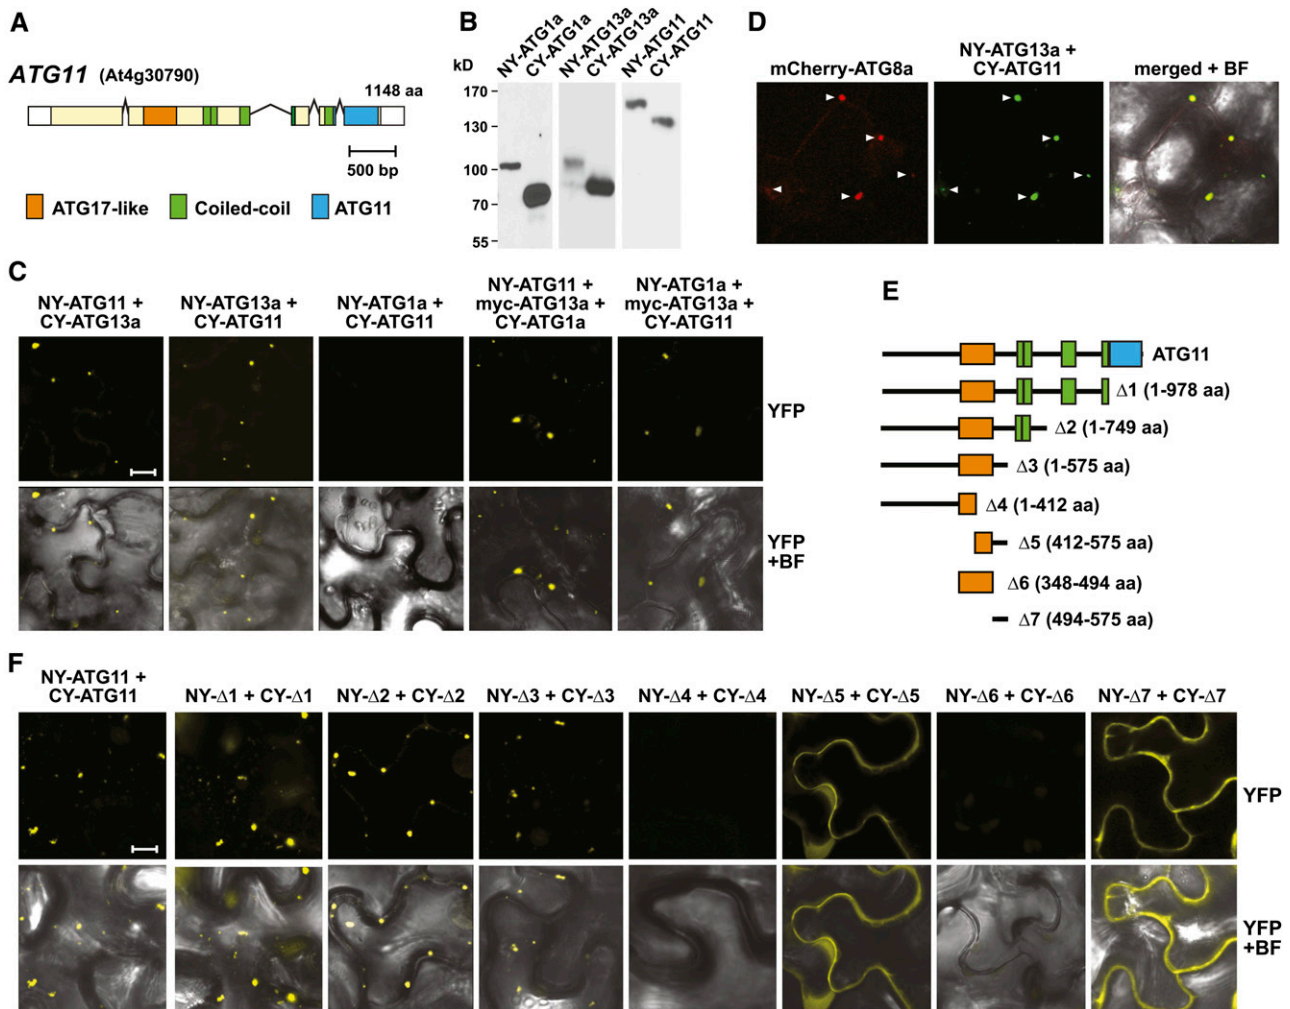 A
ATG11 (At4g30790)
1148 aa
500 bp
ATG17-like
Coiled-coil
ATG11
B
kD
NY-ATG1a
CY-ATG1a
NY-ATG13a
CY-ATG13a
NY-ATG11
CY-ATG11
170
130
100
70
55
D
mCherry-ATG8a
NY-ATG13a +
CY-ATG11
merged + BF
C
NY-ATG11 +
CY-ATG13a
NY-ATG13a +
CY-ATG11
NY-ATG1a +
CY-ATG11
NY-ATG11 +
myc-ATG13a +
CY-ATG1a
NY-ATG1a +
myc-ATG13a +
CY-ATG11
YFP
YFP
+BF
E
ATG11
Δ1 (1-978 aa)
Δ2 (1-749 aa)
Δ3 (1-575 aa)
Δ4 (1-412 aa)
Δ5 (412-575 aa)
Δ6 (348-494 aa)
Δ7 (494-575 aa)
F
NY-ATG11 +
CY-ATG11
NY-Δ1 + CY-Δ1
NY-Δ2 + CY-Δ2
NY-Δ3 + CY-Δ3
NY-Δ4 + CY-Δ4
NY-Δ5 + CY-Δ5
NY-Δ6 + CY-Δ6
NY-Δ7 + CY-Δ7
YFP
YFP
+BF